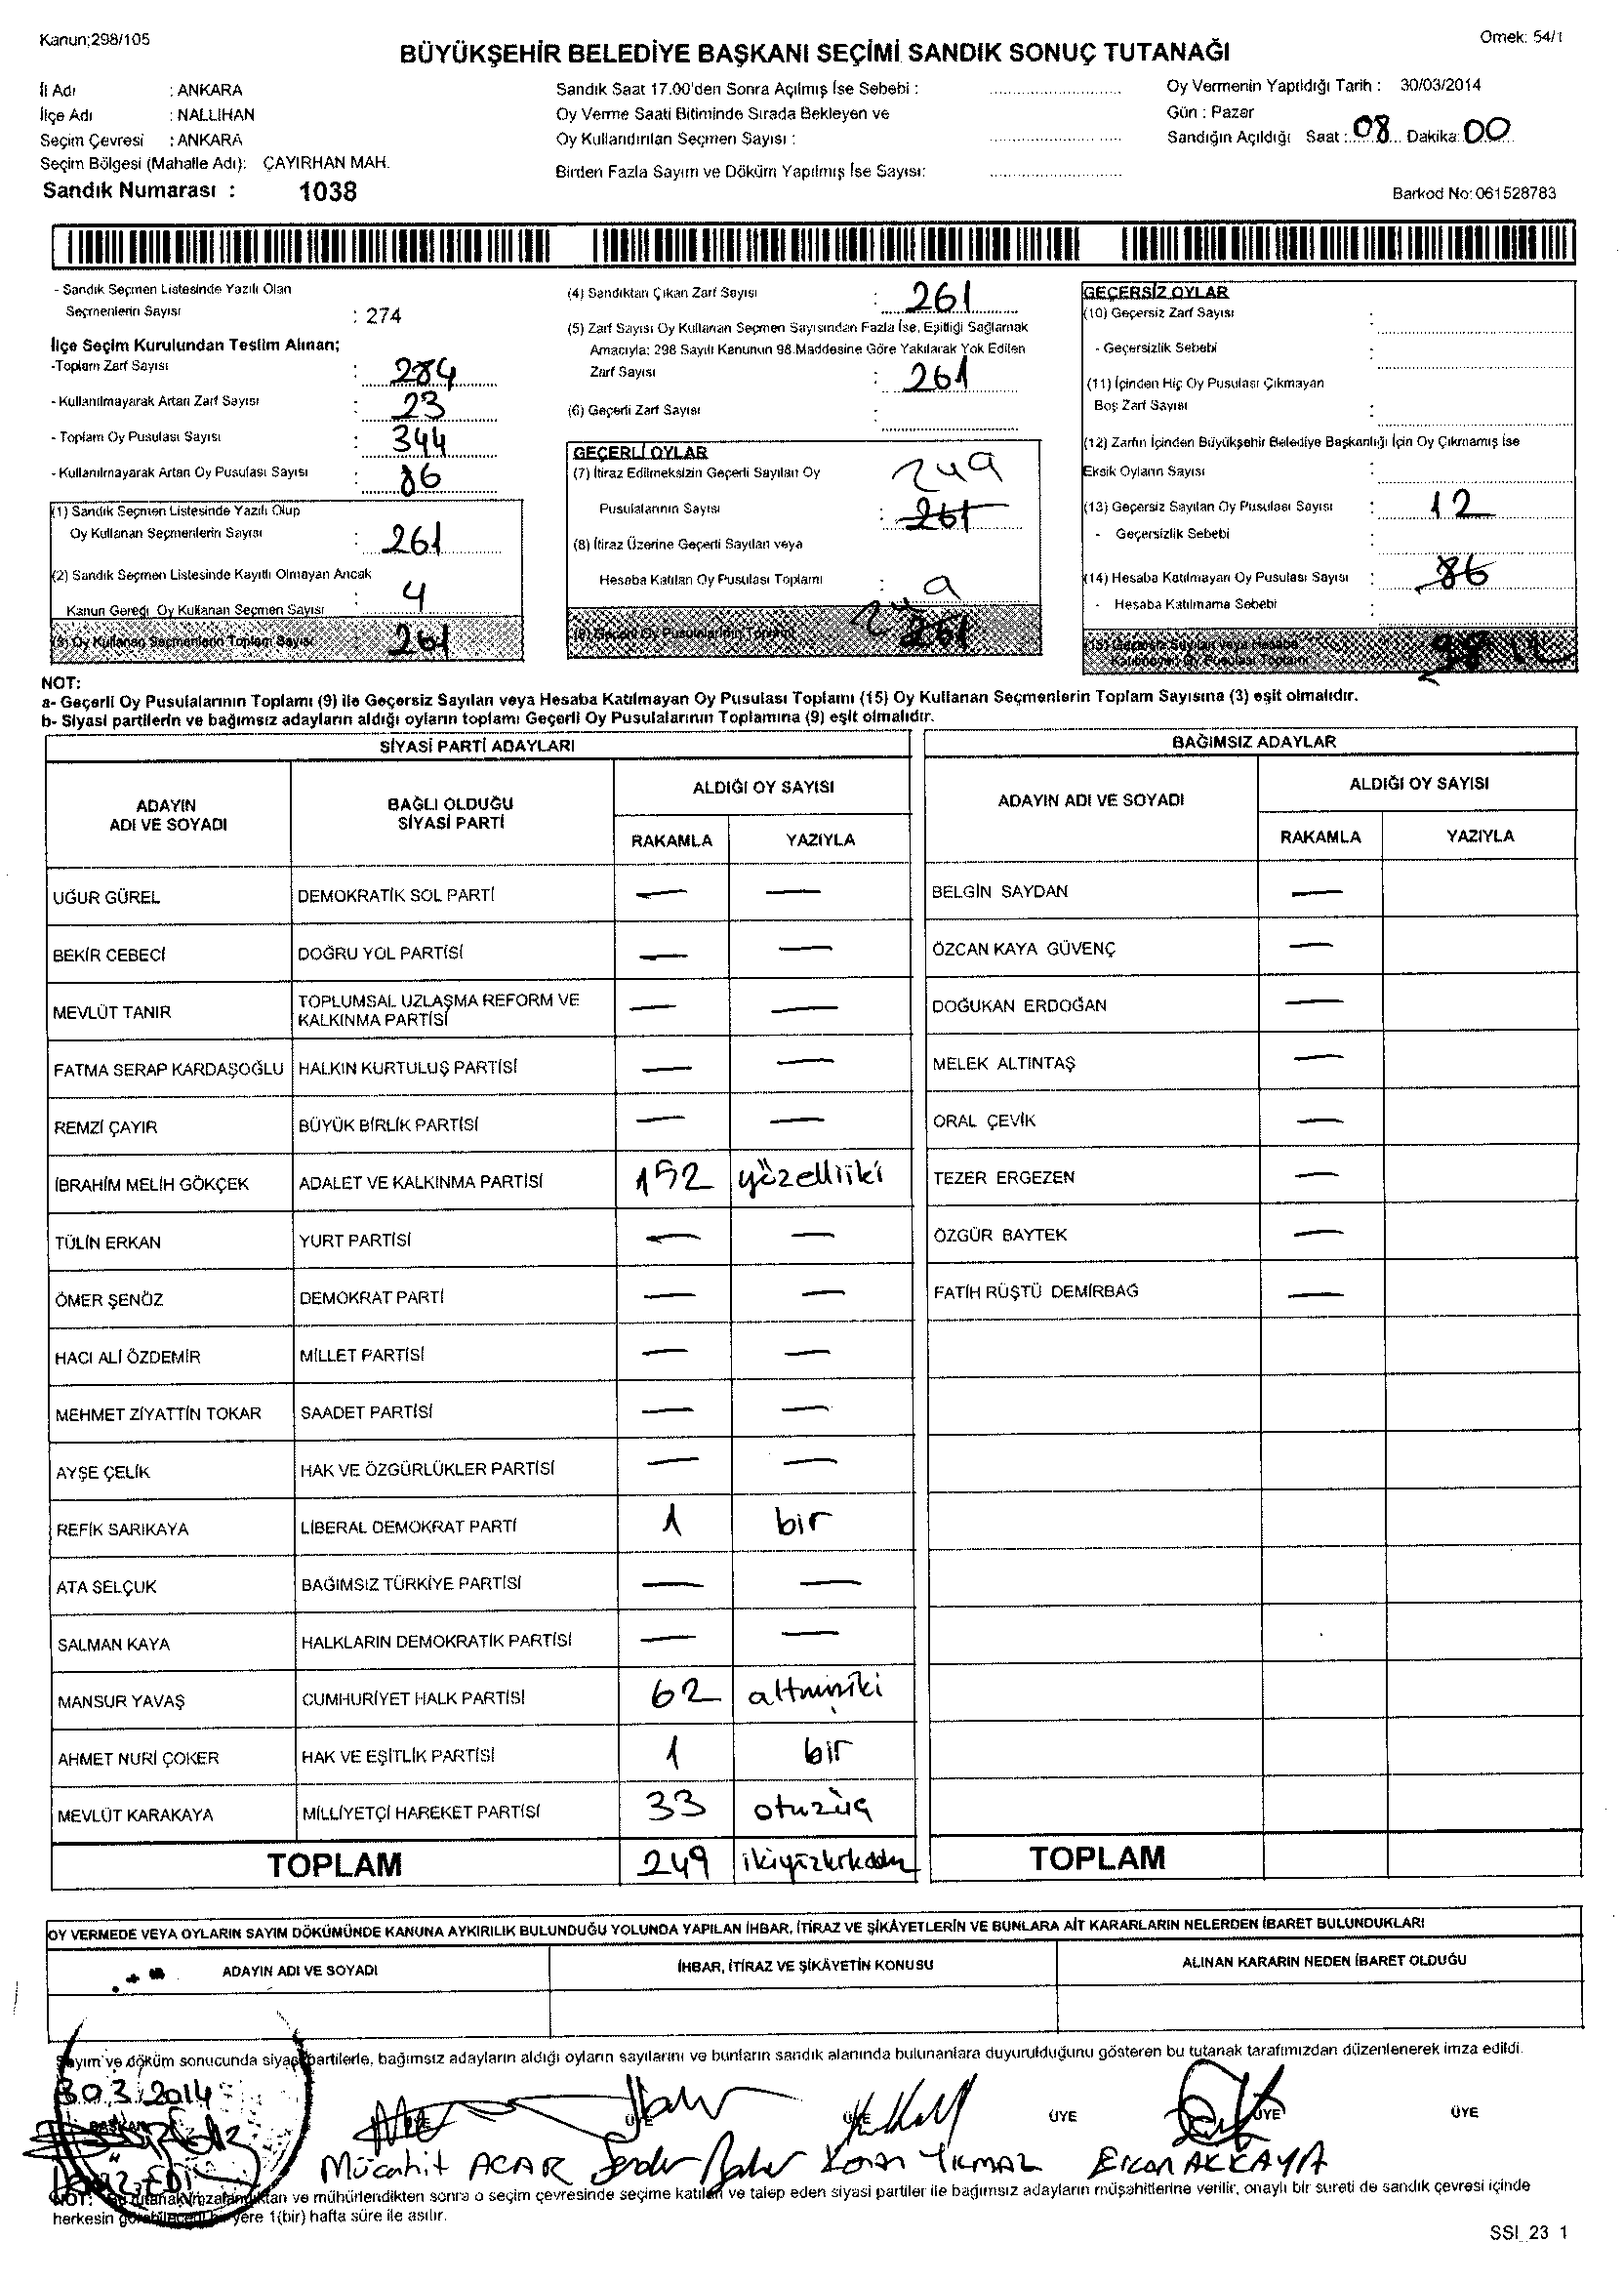 Kanun;298/105
Örnek: 54/1
BÜYÜKŞEHİR BELEDİYE BAŞKANI SEÇİMİ SANDIK SONUÇ TUTANAĞI
İl Adı : ANKARA
İlçe Adı : NALLIHAN
Seçim Çevresi : ANKARA
Seçim Bölgesi (Mahalle Adı): ÇAYIRHAN MAH.
Sandık Numarası : 1038
Sandık Saat 17.00'den Sonra Açılmış İse Sebebi :
Oy Verme Saati Bitiminde Sırada Bekleyen ve
Oy Kullandırılan Seçmen Sayısı :
Birden Fazla Sayım ve Döküm Yapılmış İse Sayısı:
Oy Vermenin Yapıldığı Tarih : 30/03/2014
Gün : Pazar
Sandığın Açıldığı Saat : 08 Dakika: 00
Barkod No: 061528783
- Sandık Seçmen Listesinde Yazılı Olan
Seçmenlerin Sayısı : 274
İlçe Seçim Kurulundan Teslim Alınan;
-Toplam Zarf Sayısı : 284
- Kullanılmayarak Artan Zarf Sayısı : 23
- Toplam Oy Pusulası Sayısı : 344
- Kullanılmayarak Artan Oy Pusulası Sayısı : 86
(1) Sandık Seçmen Listesinde Yazılı Olup
Oy Kullanan Seçmenlerin Sayısı : 261
(2) Sandık Seçmen Listesinde Kayıtlı Olmayan Ancak
Kanun Gereği Oy Kullanan Seçmen Sayısı : 4
(3) Oy Kullanan Seçmenlerin Toplam Sayısı : 261
(4) Sandıktan Çıkan Zarf Sayısı : 261
(5) Zarf Sayısı Oy Kullanan Seçmen Sayısından Fazla İse, Eşitliği Sağlamak
Amacıyla: 298 Sayılı Kanunun 98.Maddesine Göre Yakılarak Yok Edilen
Zarf Sayısı : 261
(6) Geçerli Zarf Sayısı :
GEÇERLİ OYLAR
(7) İtiraz Edilmeksizin Geçerli Sayılan Oy 249
Pusulalarının Sayısı : 261
(8) İtiraz Üzerine Geçerli Sayılan veya
Hesaba Katılan Oy Pusulası Toplamı :
(9) Geçerli Oy Pusulalarının Toplamı 261
GEÇERSİZ OYLAR
(10) Geçersiz Zarf Sayısı :
- Geçersizlik Sebebi :
(11) İçinden Hiç Oy Pusulası Çıkmayan
Boş Zarf Sayısı :
(12) Zarfın İçinden Büyükşehir Belediye Başkanlığı İçin Oy Çıkmamış İse
Eksik Oyların Sayısı :
(13) Geçersiz Sayılan Oy Pusulası Sayısı : 12
- Geçersizlik Sebebi :
(14) Hesaba Katılmayan Oy Pusulası Sayısı : 86
- Hesaba Katılmama Sebebi :
(15) Geçersiz Sayılan veya Hesaba
Katılmayan Oy Pusulası Toplamı
NOT:
a- Geçerli Oy Pusulalarının Toplamı (9) ile Geçersiz Sayılan veya Hesaba Katılmayan Oy Pusulası Toplamı (15) Oy Kullanan Seçmenlerin Toplam Sayısına (3) eşit olmalıdır.
b- Siyasi partilerin ve bağımsız adayların aldığı oyların toplamı Geçerli Oy Pusulalarının Toplamına (9) eşit olmalıdır.
SİYASİ PARTİ ADAYLARI
ADAYIN ADI VE SOYADI BAĞLI OLDUĞU SİYASİ PARTİ ALDIĞI OY SAYISI
RAKAMLA YAZIYLA
UĞUR GÜREL DEMOKRATİK SOL PARTİ — —
BEKİR CEBECİ DOĞRU YOL PARTİSİ — —
MEVLÜT TANIR TOPLUMSAL UZLAŞMA REFORM VE KALKINMA PARTİSİ — —
FATMA SERAP KARDAŞOĞLU HALKIN KURTULUŞ PARTİSİ — —
REMZİ ÇAYIR BÜYÜK BİRLİK PARTİSİ — —
İBRAHİM MELİH GÖKÇEK ADALET VE KALKINMA PARTİSİ 152 yüzelliiki
TÜLİN ERKAN YURT PARTİSİ — —
ÖMER ŞENÖZ DEMOKRAT PARTİ — —
HACI ALİ ÖZDEMİR MİLLET PARTİSİ — —
MEHMET ZİYATTİN TOKAR SAADET PARTİSİ — —
AYŞE ÇELİK HAK VE ÖZGÜRLÜKLER PARTİSİ — —
REFİK SARIKAYA LİBERAL DEMOKRAT PARTİ 1 bir
ATA SELÇUK BAĞIMSIZ TÜRKİYE PARTİSİ — —
SALMAN KAYA HALKLARIN DEMOKRATİK PARTİSİ — —
MANSUR YAVAŞ CUMHURİYET HALK PARTİSİ 62 altmışiki
AHMET NURİ ÇOKER HAK VE EŞİTLİK PARTİSİ 1 bir
MEVLÜT KARAKAYA MİLLİYETÇİ HAREKET PARTİSİ 33 otuzüç
TOPLAM 249 ikiyüzkırkdokuz
BAĞIMSIZ ADAYLAR
ADAYIN ADI VE SOYADI ALDIĞI OY SAYISI
RAKAMLA YAZIYLA
BELGİN SAYDAN —
ÖZCAN KAYA GÜVENÇ —
DOĞUKAN ERDOĞAN —
MELEK ALTINTAŞ —
ORAL ÇEVİK —
TEZER ERGEZEN —
ÖZGÜR BAYTEK —
FATİH RÜŞTÜ DEMİRBAĞ —
TOPLAM
OY VERMEDE VEYA OYLARIN SAYIM DÖKÜMÜNDE KANUNA AYKIRILIK BULUNDUĞU YOLUNDA YAPILAN İHBAR, İTİRAZ VE ŞİKÂYETLERİN VE BUNLARA AİT KARARLARIN NELERDEN İBARET BULUNDUKLARI
ADAYIN ADI VE SOYADI İHBAR, İTİRAZ VE ŞİKÂYETİN KONUSU ALINAN KARARIN NEDEN İBARET OLDUĞU
Sayım ve döküm sonucunda siyasi partilerle, bağımsız adayların aldığı oyların sayılarını ve bunların sandık alanında bulunanlara duyurulduğunu gösteren bu tutanak tarafımızdan düzenlenerek imza edildi.
30.3.2014
BAŞKAN ÜYE ÜYE ÜYE ÜYE ÜYE
Mücahit ACAR Koray YILMAZ Ercan AKKAYA
NOT: Bu tutanak imzalandıktan ve mühürlendikten sonra o seçim çevresinde seçime katılan ve talep eden siyasi partiler ile bağımsız adayların müşahitlerine verilir, onaylı bir sureti de sandık çevresi içinde
herkesin görebileceği bir yere 1(bir) hafta süre ile asılır.
SSI_23 1